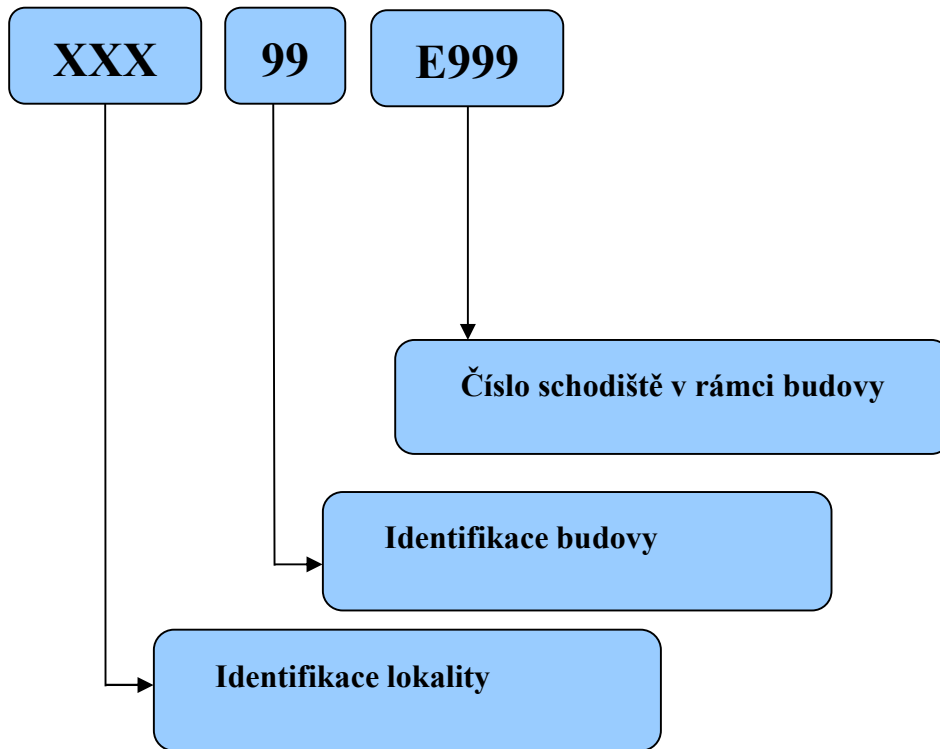 XXX 99 E999
Číslo schodiště v rámci budovy
Identifikace budovy
Identifikace lokality